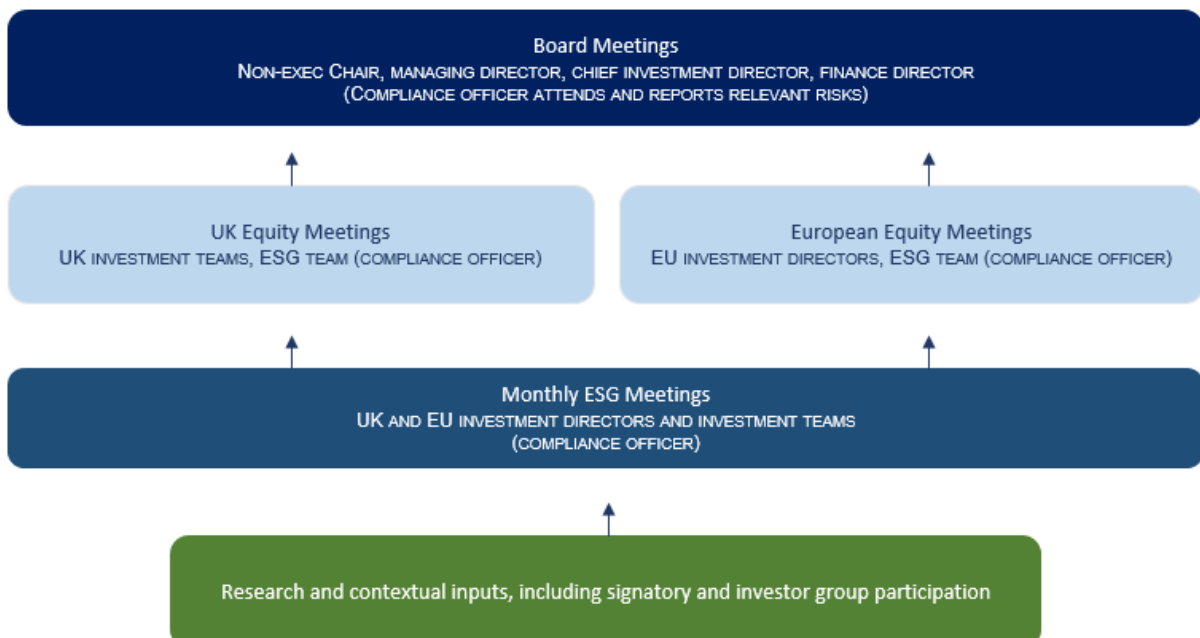 Board Meetings
NON-EXEC CHAIR, MANAGING DIRECTOR, CHIEF INVESTMENT DIRECTOR, FINANCE DIRECTOR
(COMPLIANCE OFFICER ATTENDS AND REPORTS RELEVANT RISKS)
UK Equity Meetings
UK INVESTMENT TEAMS, ESG TEAM (COMPLIANCE OFFICER)
European Equity Meetings
EU INVESTMENT DIRECTORS, ESG TEAM (COMPLIANCE OFFICER)
Monthly ESG Meetings
UK AND EU INVESTMENT DIRECTORS AND INVESTMENT TEAMS
(COMPLIANCE OFFICER)
Research and contextual inputs, including signatory and investor group participation